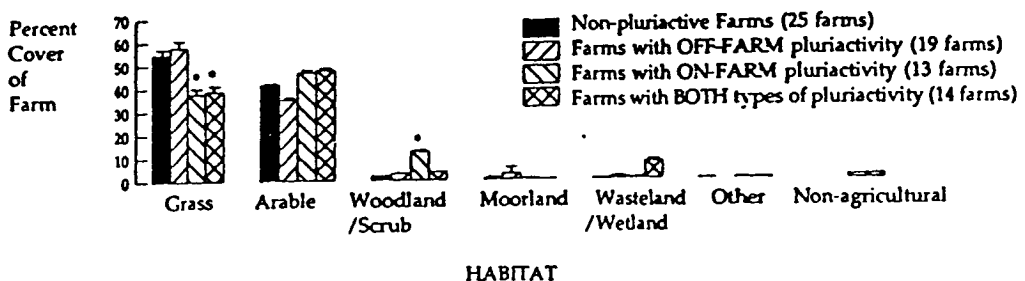 Percent
Cover
of
Farm
70
60
50
40
30
20
10
0
Non-pluriactive Farms (25 farms)
Farms with OFF-FARM pluriactivity (19 farms)
Farms with ON-FARM pluriactivity (13 farms)
Farms with BOTH types of pluriactivity (14 farms)
Grass Arable Woodland Moorland Wasteland Other Non-agricultural
/Scrub /Wetland
HABITAT